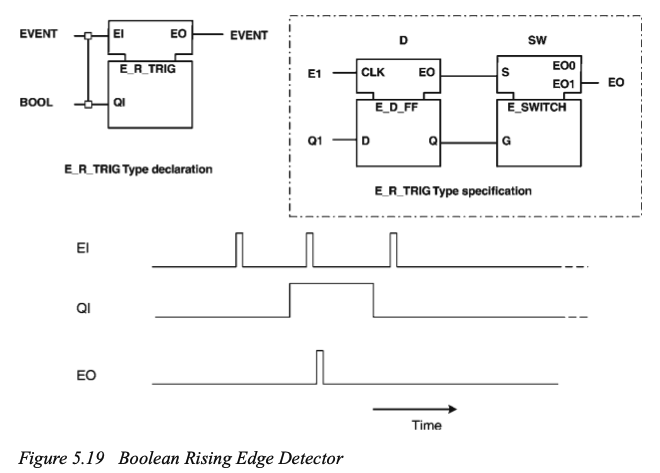 EVENT EI EO EVENT
E_R_TRIG
BOOL QI
E_R_TRIG Type declaration
D SW
E1 CLK EO S EO0
EO1 EO
E_D_FF E_SWITCH
Q1 D Q G
E_R_TRIG Type specification
EI
QI
EO
Time
Figure 5.19 Boolean Rising Edge Detector